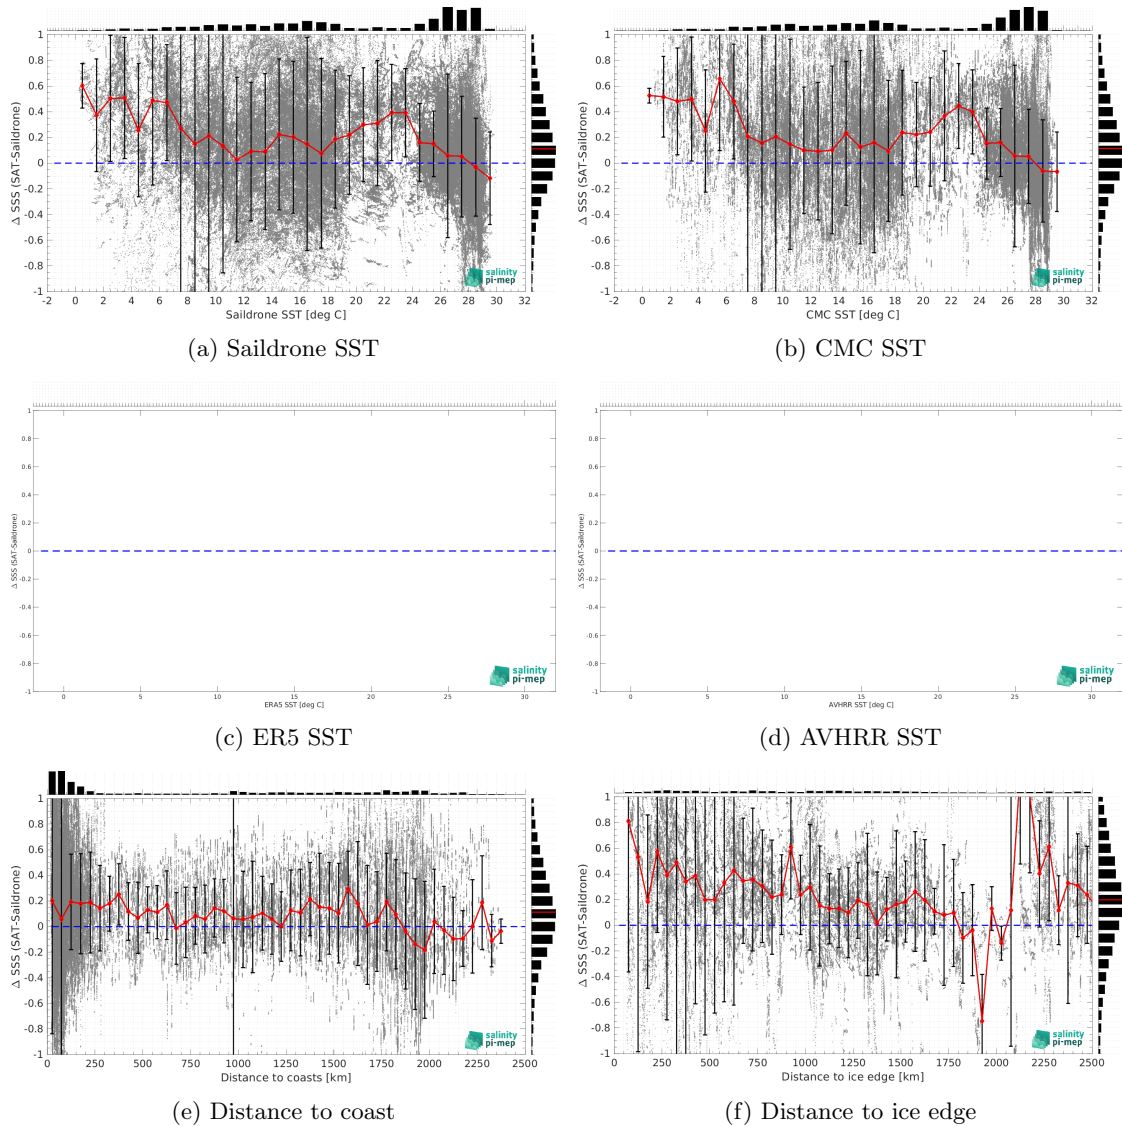 1
0.8
0.6
0.4
0.2
0
-0.2
-0.4
-0.6
-0.8
-1
Δ SSS (SAT-Saildrone)
-2 0 2 4 6 8 10 12 14 16 18 20 22 24 26 28 30 32
Saildrone SST [deg C]
salinity
pi-mep
(a) Saildrone SST
1
0.8
0.6
0.4
0.2
0
-0.2
-0.4
-0.6
-0.8
-1
Δ SSS (SAT-Saildrone)
-2 0 2 4 6 8 10 12 14 16 18 20 22 24 26 28 30 32
CMC SST [deg C]
salinity
pi-mep
(b) CMC SST
1
0.8
0.6
0.4
0.2
0
-0.2
-0.4
-0.6
-0.8
-1
Δ SSS (SAT-Saildrone)
0 5 10 15 20 25 30
ERA5 SST [deg C]
salinity
pi-mep
(c) ER5 SST
1
0.8
0.6
0.4
0.2
0
-0.2
-0.4
-0.6
-0.8
-1
Δ SSS (SAT-Saildrone)
0 5 10 15 20 25 30
AVHRR SST [deg C]
salinity
pi-mep
(d) AVHRR SST
1
0.8
0.6
0.4
0.2
0
-0.2
-0.4
-0.6
-0.8
-1
Δ SSS (SAT-Saildrone)
0 250 500 750 1000 1250 1500 1750 2000 2250 2500
Distance to coasts [km]
salinity
pi-mep
(e) Distance to coast
1
0.8
0.6
0.4
0.2
0
-0.2
-0.4
-0.6
-0.8
-1
Δ SSS (SAT-Saildrone)
0 250 500 750 1000 1250 1500 1750 2000 2250 2500
Distance to ice edge [km]
salinity
pi-mep
(f) Distance to ice edge